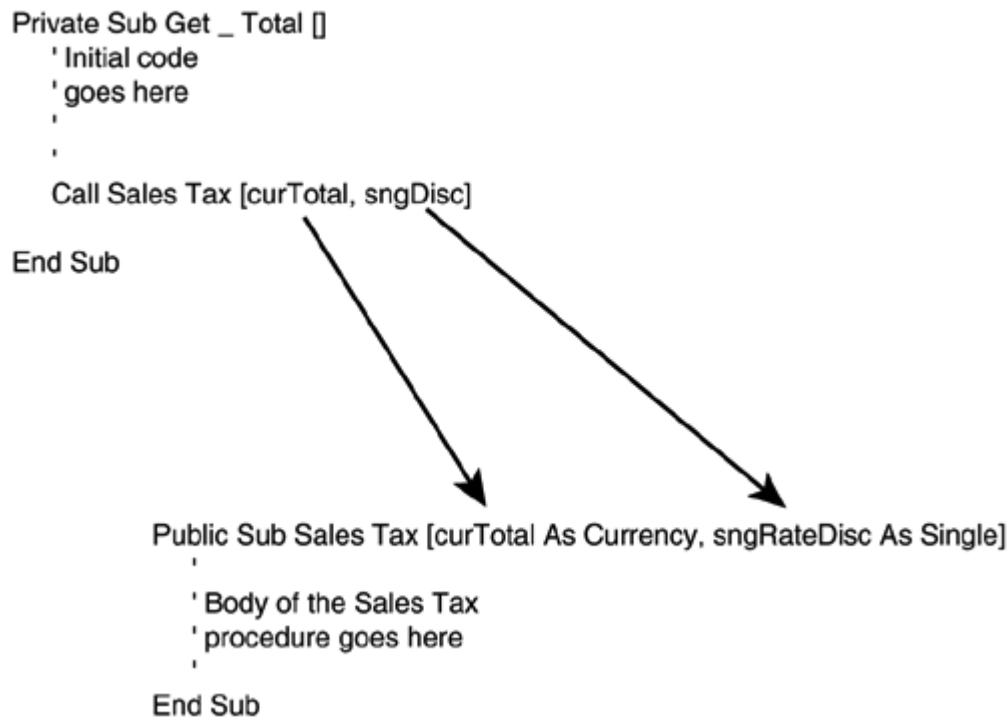 Private Sub Get _ Total []
' Initial code
' goes here
'
'
Call Sales Tax [curTotal, sngDisc]
End Sub
Public Sub Sales Tax [curTotal As Currency, sngRateDisc As Single]
'
' Body of the Sales Tax
' procedure goes here
'
End Sub